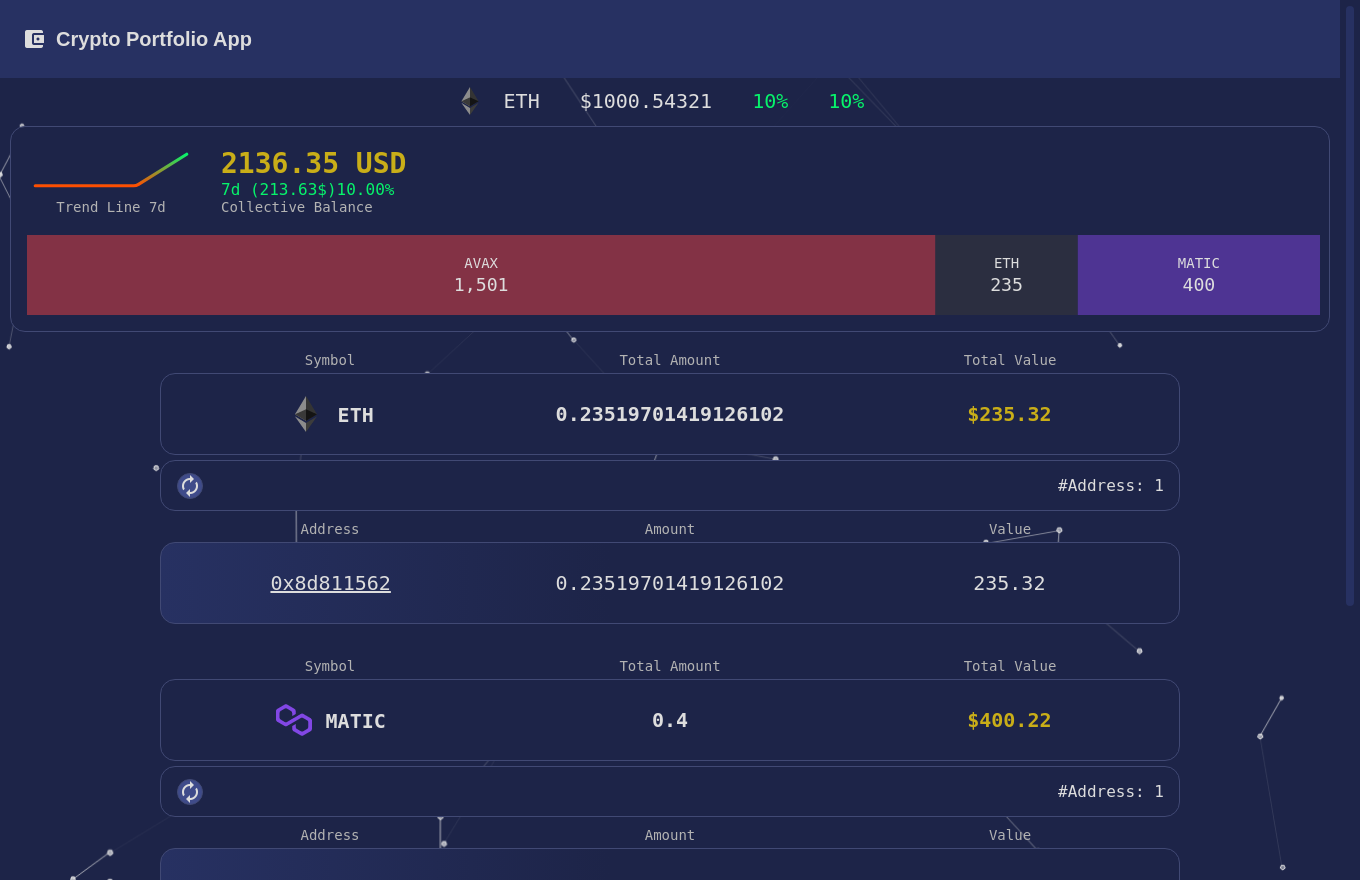 Crypto Portfolio App
ETH $1000.54321 10% 10%
2136.35 USD
7d (213.63$)10.00%
Trend Line 7d Collective Balance
AVAX ETH MATIC
1,501 235 400
Symbol Total Amount Total Value
ETH 0.23519701419126102 $235.32
#Address: 1
Address Amount Value
0x8d811562 0.23519701419126102 235.32
Symbol Total Amount Total Value
MATIC 0.4 $400.22
#Address: 1
Address Amount Value